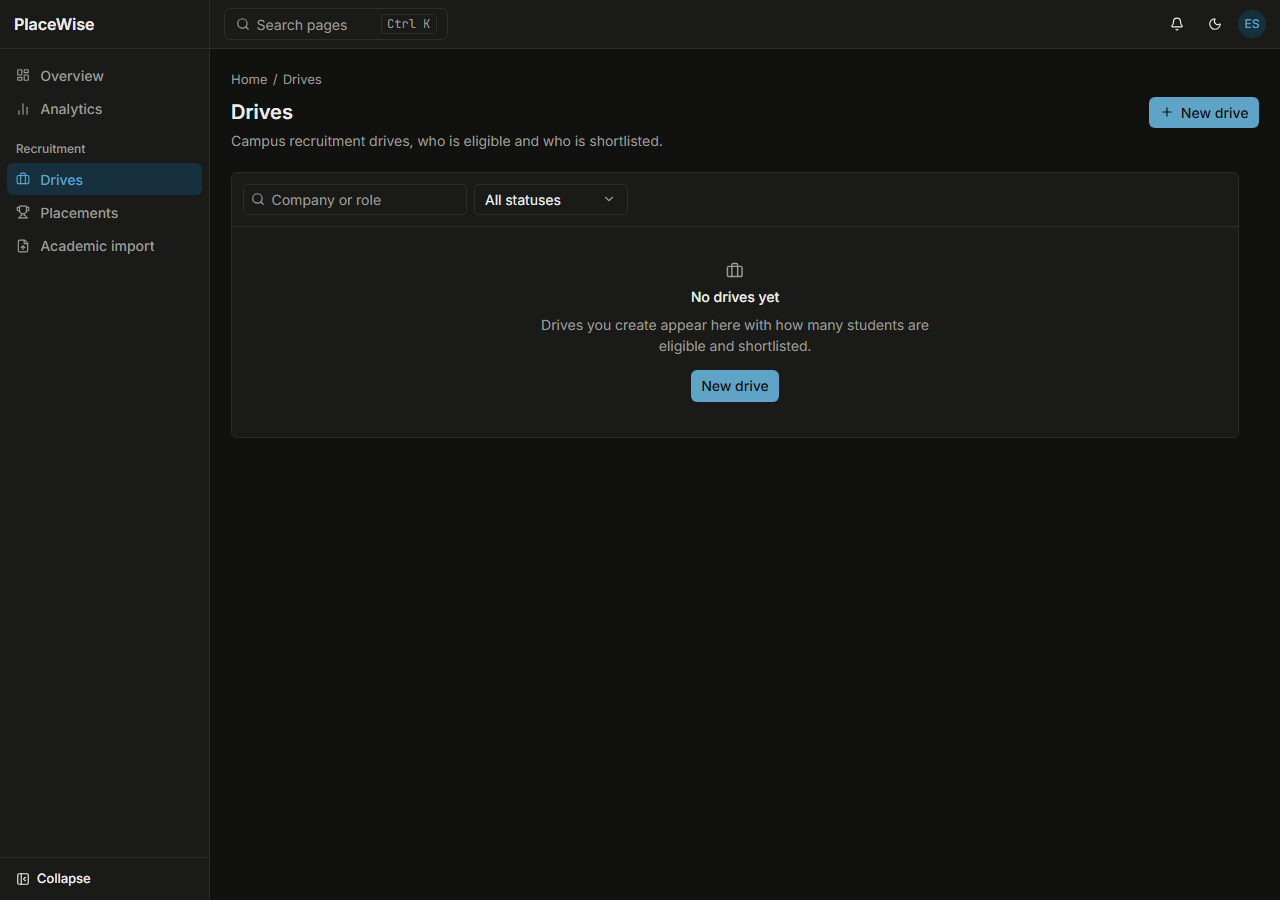 PlaceWise
Search pages
Ctrl K
ES
Overview
Analytics
Recruitment
Drives
Placements
Academic import
Collapse
Home / Drives
Drives
Campus recruitment drives, who is eligible and who is shortlisted.
New drive
Company or role
All statuses
No drives yet
Drives you create appear here with how many students are
eligible and shortlisted.
New drive